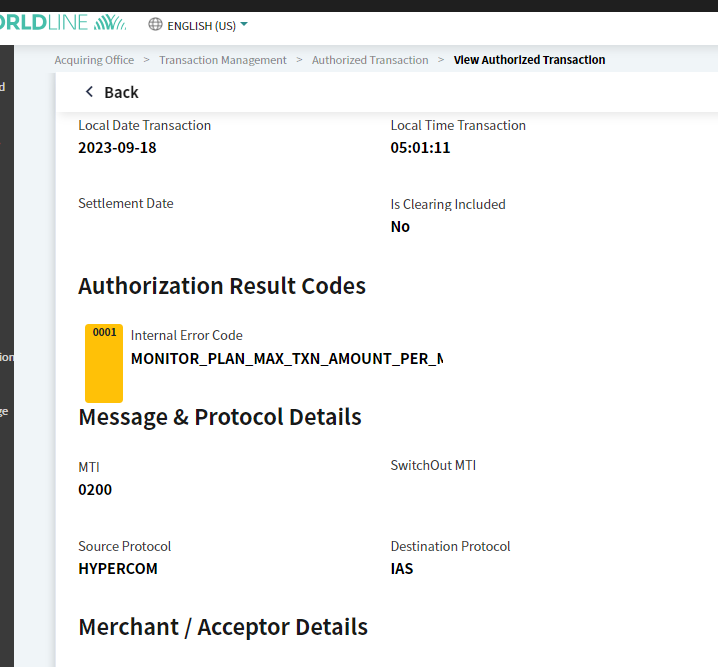 ORLDLINE
ENGLISH (US)
Acquiring Office > Transaction Management > Authorized Transaction > View Authorized Transaction
d
Back
Local Date Transaction Local Time Transaction
2023-09-18 05:01:11
Settlement Date Is Clearing Included
No
Authorization Result Codes
0001 Internal Error Code
MONITOR_PLAN_MAX_TXN_AMOUNT_PER_
ion
ge
Message & Protocol Details
MTI SwitchOut MTI
0200
Source Protocol Destination Protocol
HYPERCOM IAS
Merchant / Acceptor Details